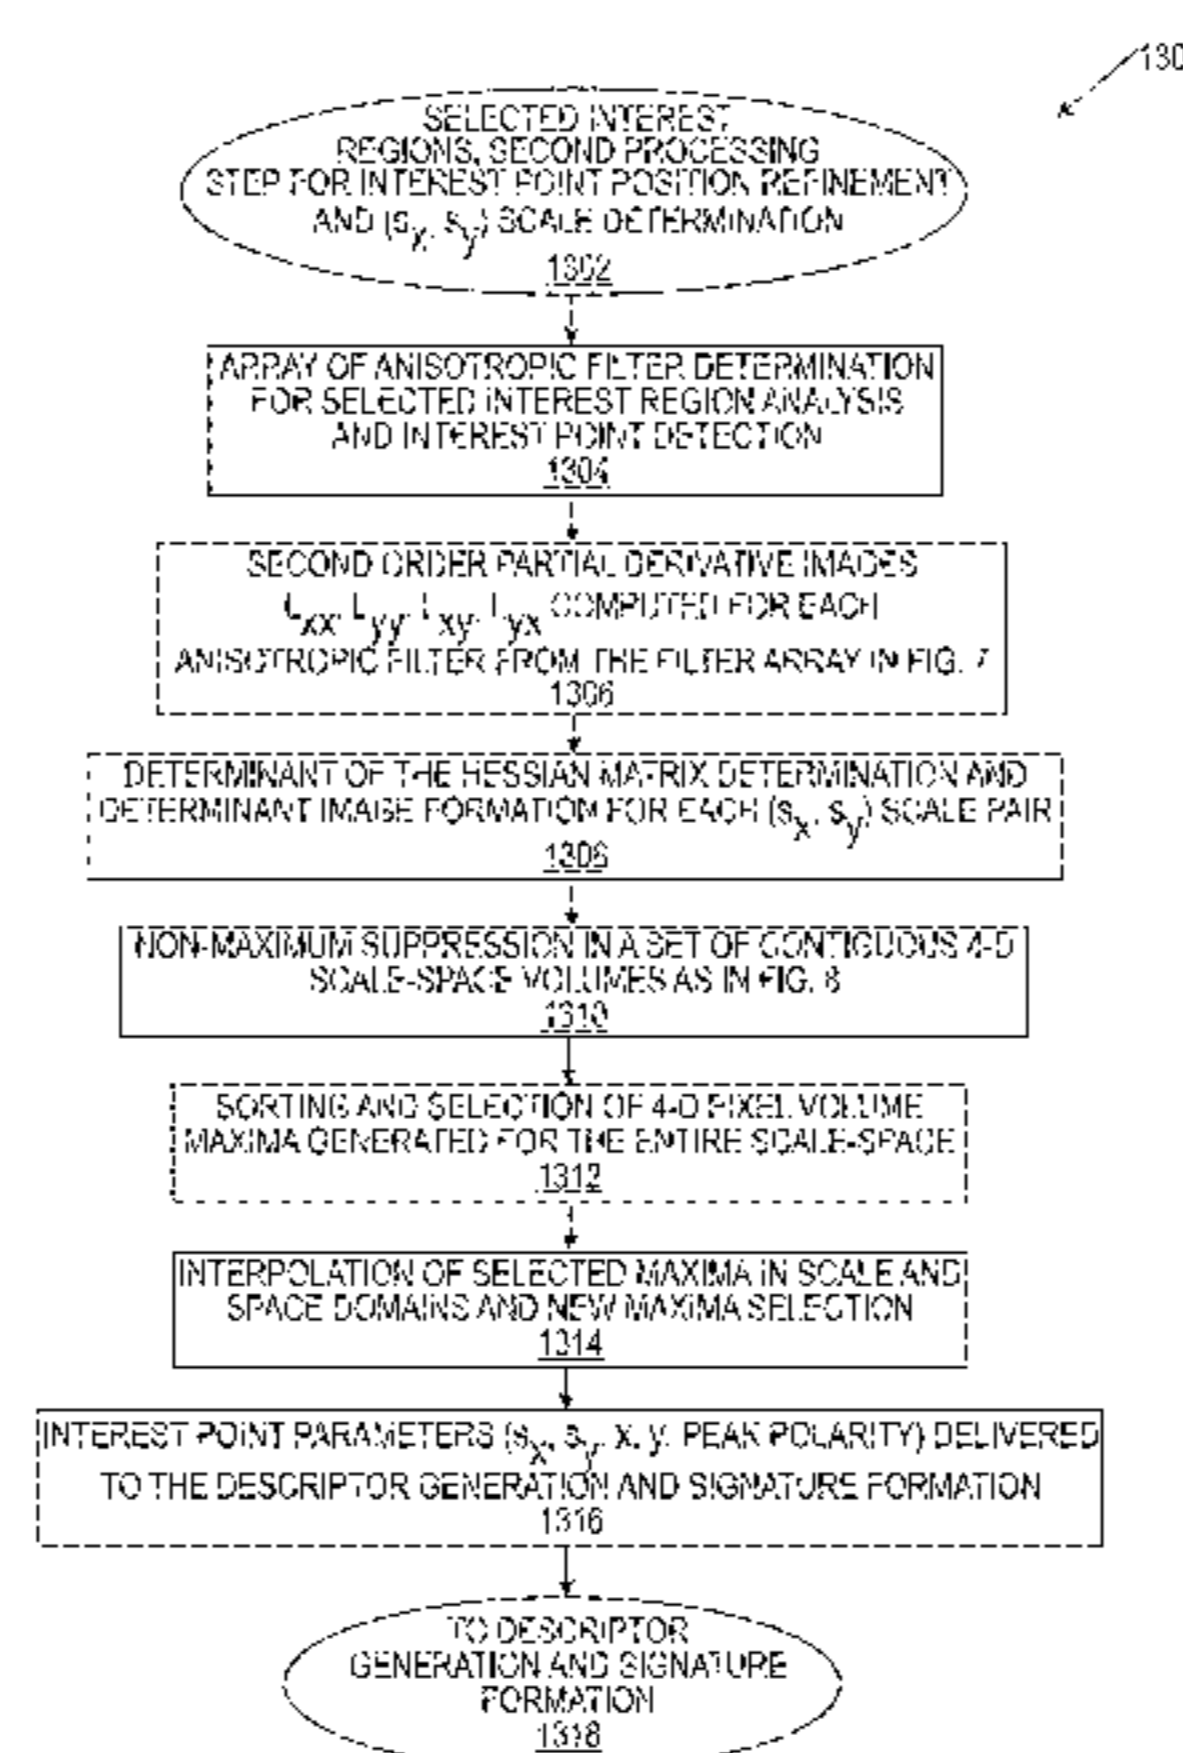 130
SELECTED INTEREST
REGIONS, SECOND PROCESSING
STEP FOR INTEREST POINT POSITION REFINEMENT
AND (sx, sy) SCALE DETERMINATION
1302
ARRAY OF ANISOTROPIC FILTER DETERMINATION
FOR SELECTED INTEREST REGION ANALYSIS
AND INTEREST POINT DETECTION
1304
SECOND ORDER PARTIAL DERIVATIVE IMAGES
Lxx, Lyy, Lxy, Lyx COMPUTED FOR EACH
ANISOTROPIC FILTER FROM THE FILTER ARRAY IN FIG. 7
1306
DETERMINANT OF THE HESSIAN MATRIX DETERMINATION AND
DETERMINANT IMAGE FORMATIOM FOR EACH (sx, sy) SCALE PAIR
NON-MAXIMUM SUPPRESSION IN A SET OF CONTIGUOUS 4-D
SCALE-SPACE VOLUMES AS IN FIG. 8
1310
SORTING AND SELECTION OF 4-D PIXEL VOLUME
MAXIMA GENERATED FOR THE ENTIRE SCALE-SPACE
1312
INTERPOLATION OF SELECTED MAXIMA IN SCALE AND
SPACE DOMAINS AND NEW MAXIMA SELECTION
1314
INTEREST POINT PARAMETERS (sx, sy, x, y, PEAK POLARITY) DELIVERED
TO THE DESCRIPTOR GENERATION AND SIGNATURE FORMATION
1316
TO DESCRIPTOR
GENERATION AND SIGNATURE
FORMATION
1318